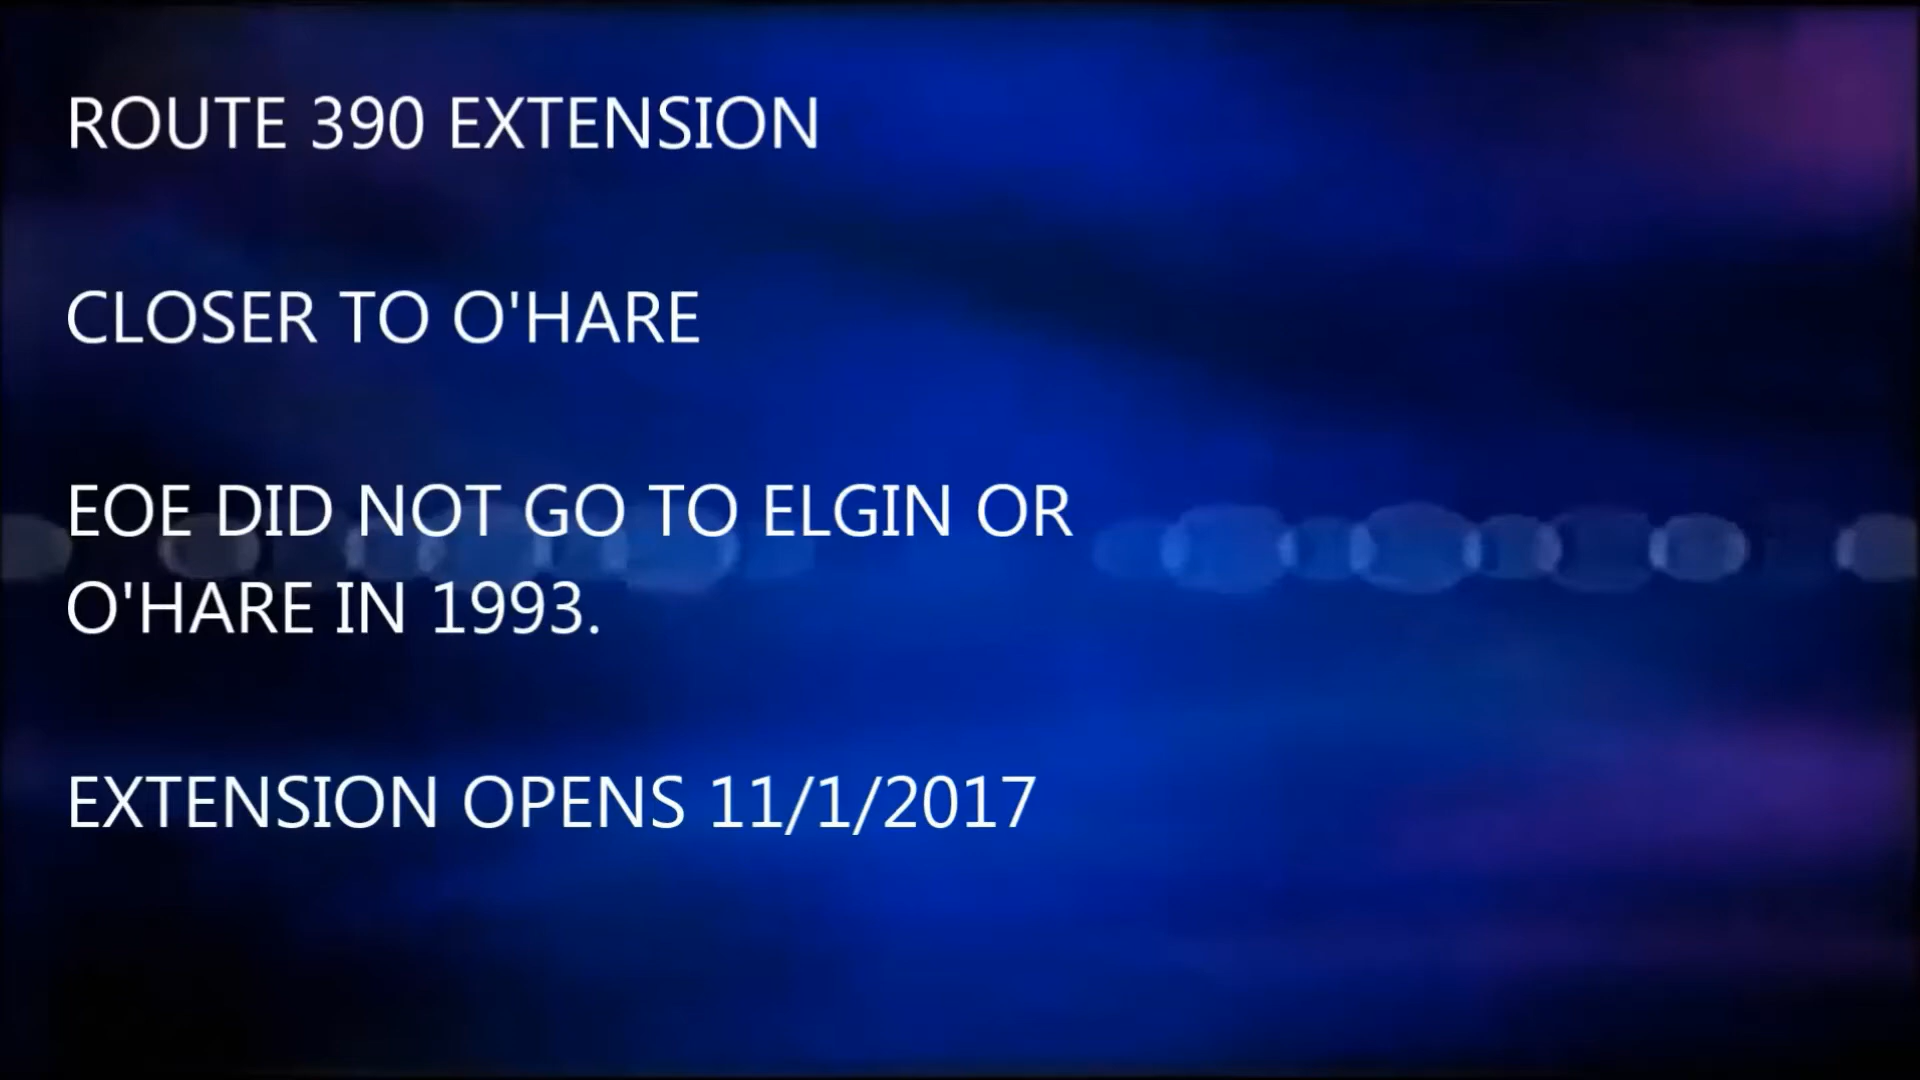 ROUTE 390 EXTENSION
CLOSER TO O'HARE
EOE DID NOT GO TO ELGIN OR
O'HARE IN 1993.
EXTENSION OPENS 11/1/2017